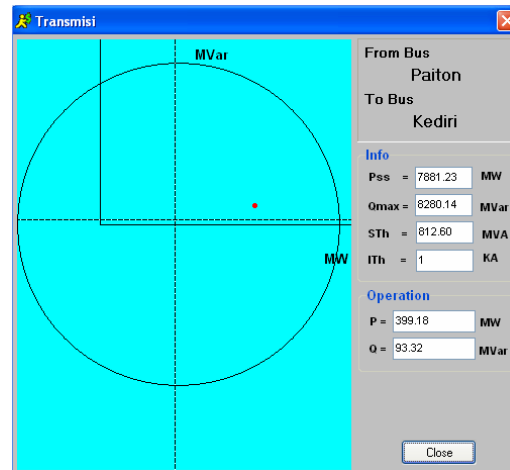 Transmisi
MVar
MW
From Bus
Paiton
To Bus
Kediri
Info
Pss = 7881.23 MW
Qmax = 8280.14 MVar
STh = 812.60 MVA
ITh = 1 KA
Operation
P = 399.18 MW
Q = 93.32 MVar
Close